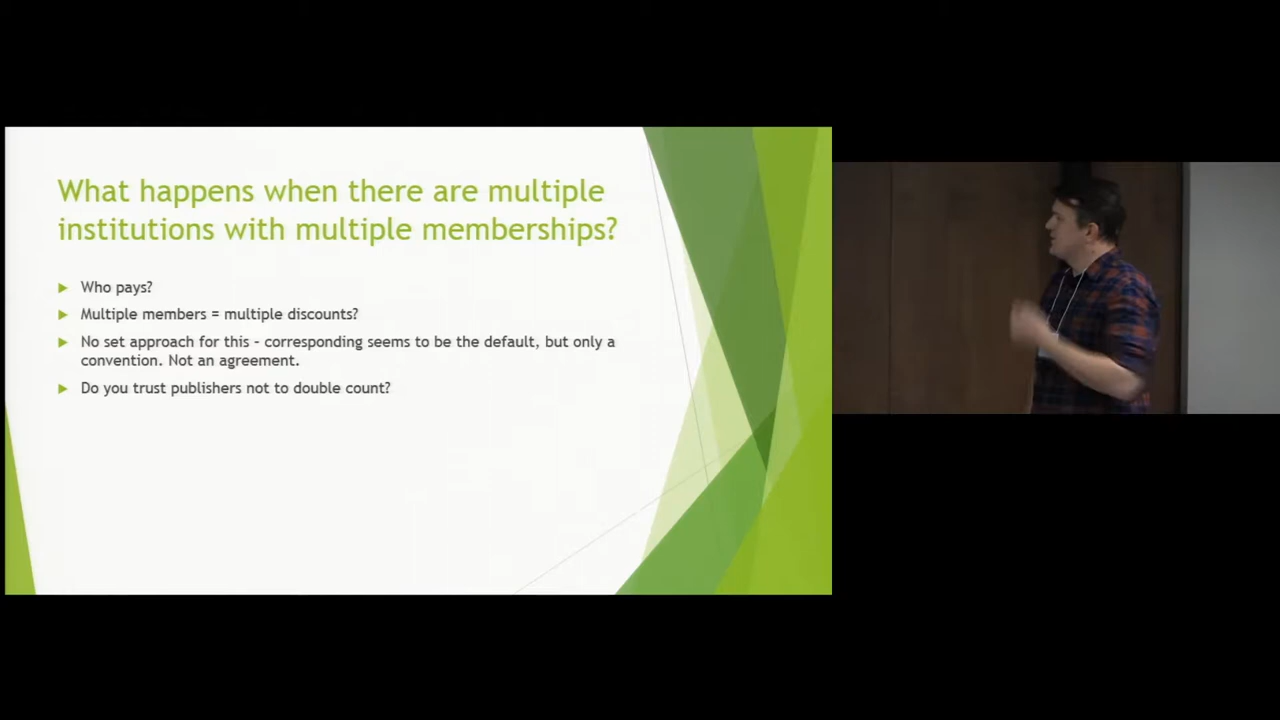 What happens when there are multiple
institutions with multiple memberships?
Who pays?
Multiple members = multiple discounts?
No set approach for this – corresponding seems to be the default, but only a
convention. Not an agreement.
Do you trust publishers not to double count?